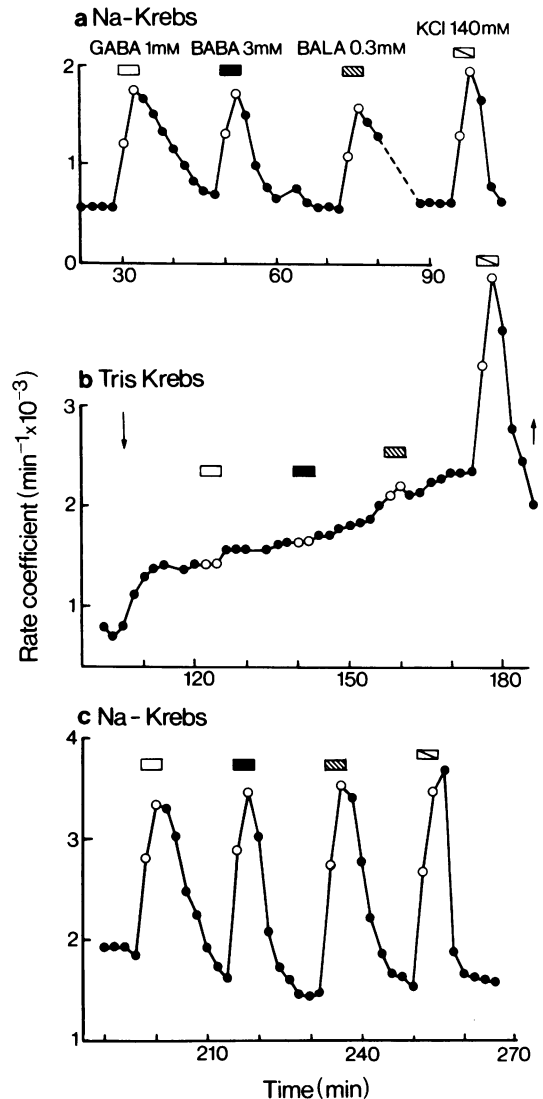 a Na-Krebs
GABA 1mM BABA 3mM BALA 0.3mM KCl 140mM
2
1
0
30 60 90
b Tris Krebs
3
2
1
120 150 180
Rate coefficient (min⁻¹x10⁻³)
c Na-Krebs
4
3
2
1
210 240 270
Time (min)